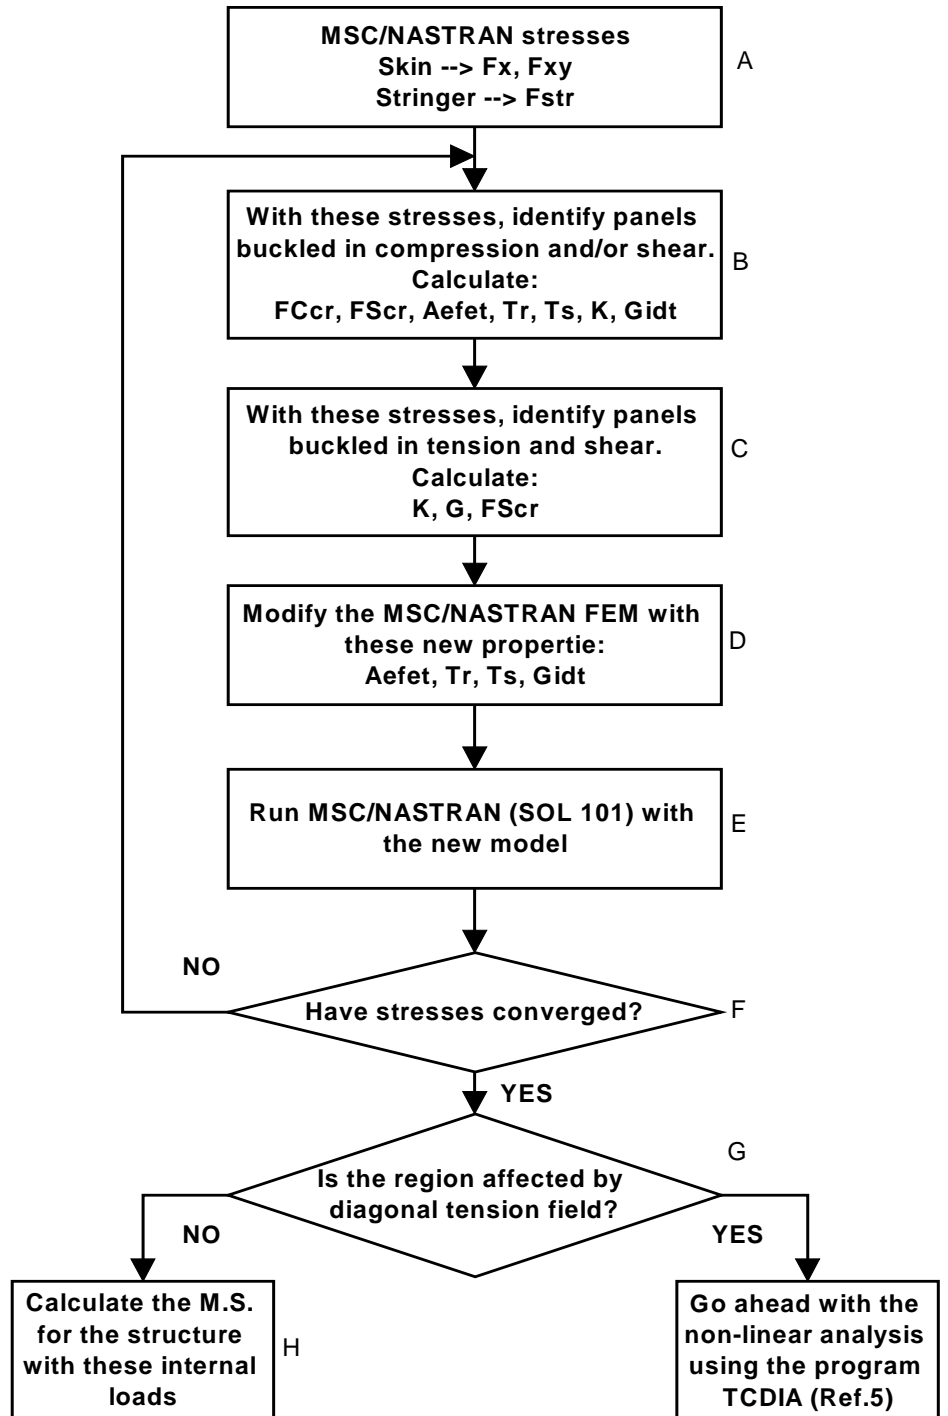 MSC/NASTRAN stresses
Skin --> Fx, Fxy
Stringer --> Fstr
A
With these stresses, identify panels
buckled in compression and/or shear.
Calculate:
FCcr, FScr, Aefet, Tr, Ts, K, Gidt
B
With these stresses, identify panels
buckled in tension and shear.
Calculate:
K, G, FScr
C
Modify the MSC/NASTRAN FEM with
these new propertie:
Aefet, Tr, Ts, Gidt
D
Run MSC/NASTRAN (SOL 101) with
the new model
E
NO
Have stresses converged?
F
YES
Is the region affected by
diagonal tension field?
G
NO
YES
Calculate the M.S.
for the structure
with these internal
loads
H
Go ahead with the
non-linear analysis
using the program
TCDIA (Ref.5)